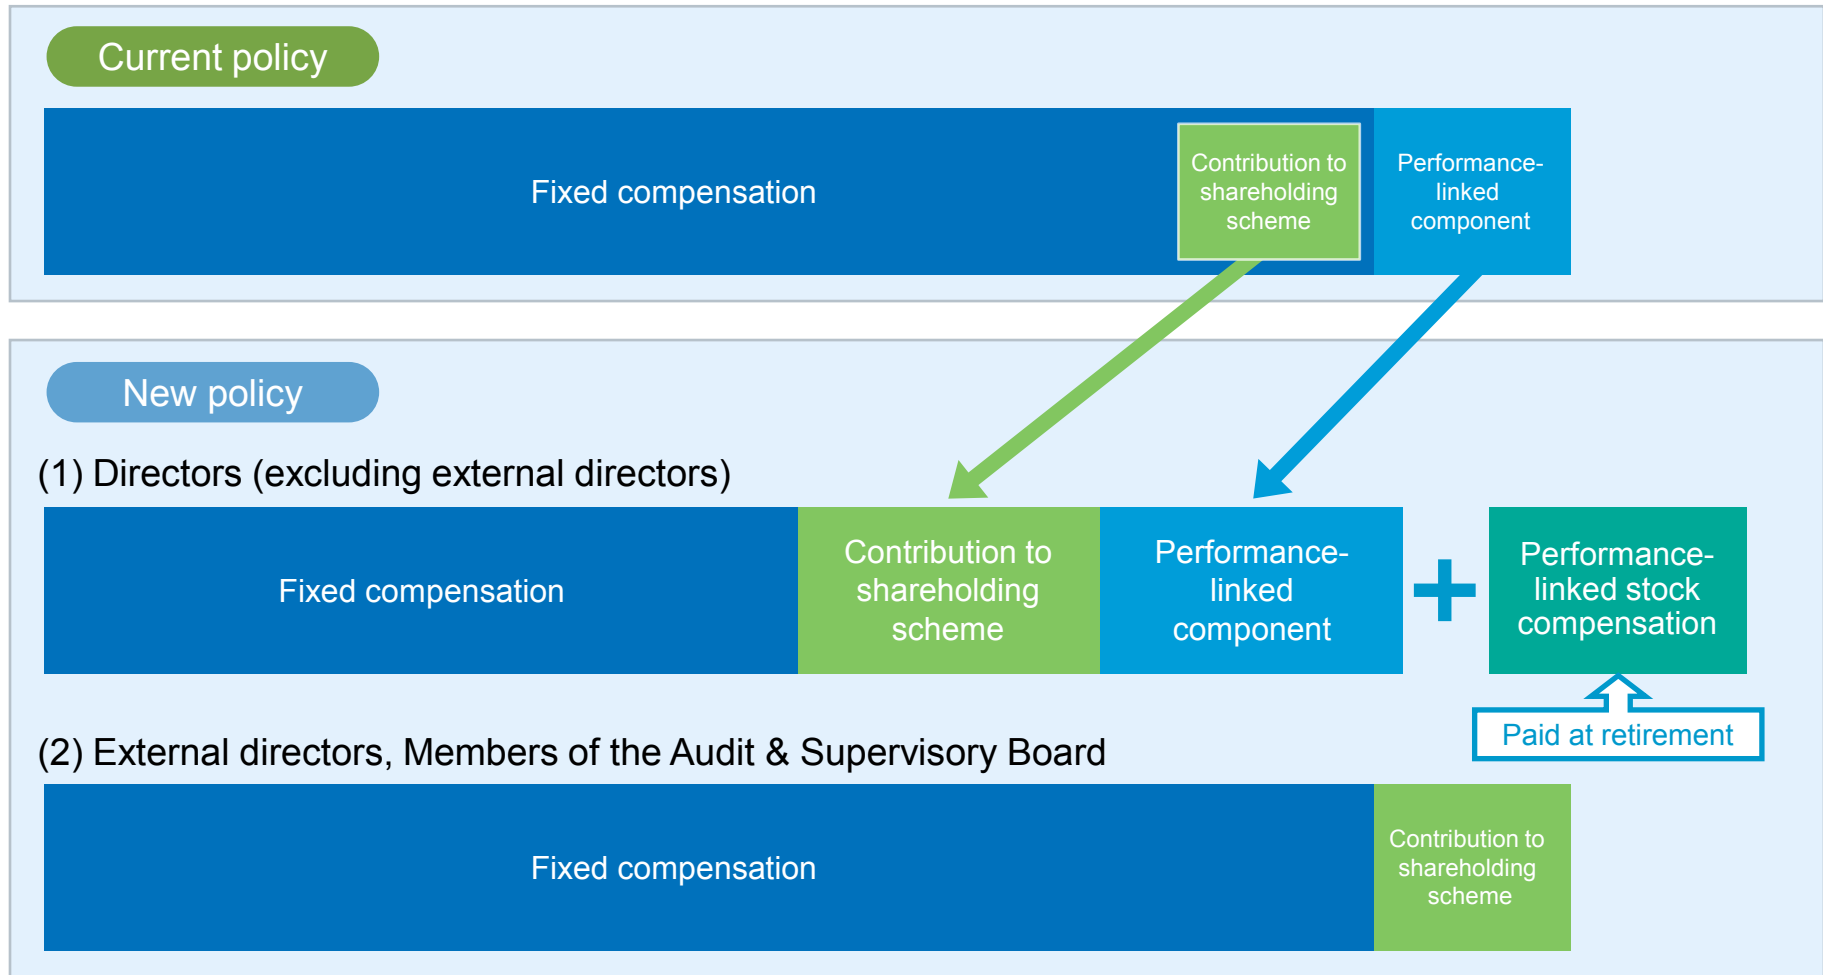 Current policy
Fixed compensation
Contribution to
shareholding
scheme
Performance-
linked
component
New policy
(1) Directors (excluding external directors)
Fixed compensation
Contribution to
shareholding
scheme
Performance-
linked
component
+
Performance-
linked stock
compensation
Paid at retirement
(2) External directors, Members of the Audit & Supervisory Board
Fixed compensation
Contribution to
shareholding
scheme